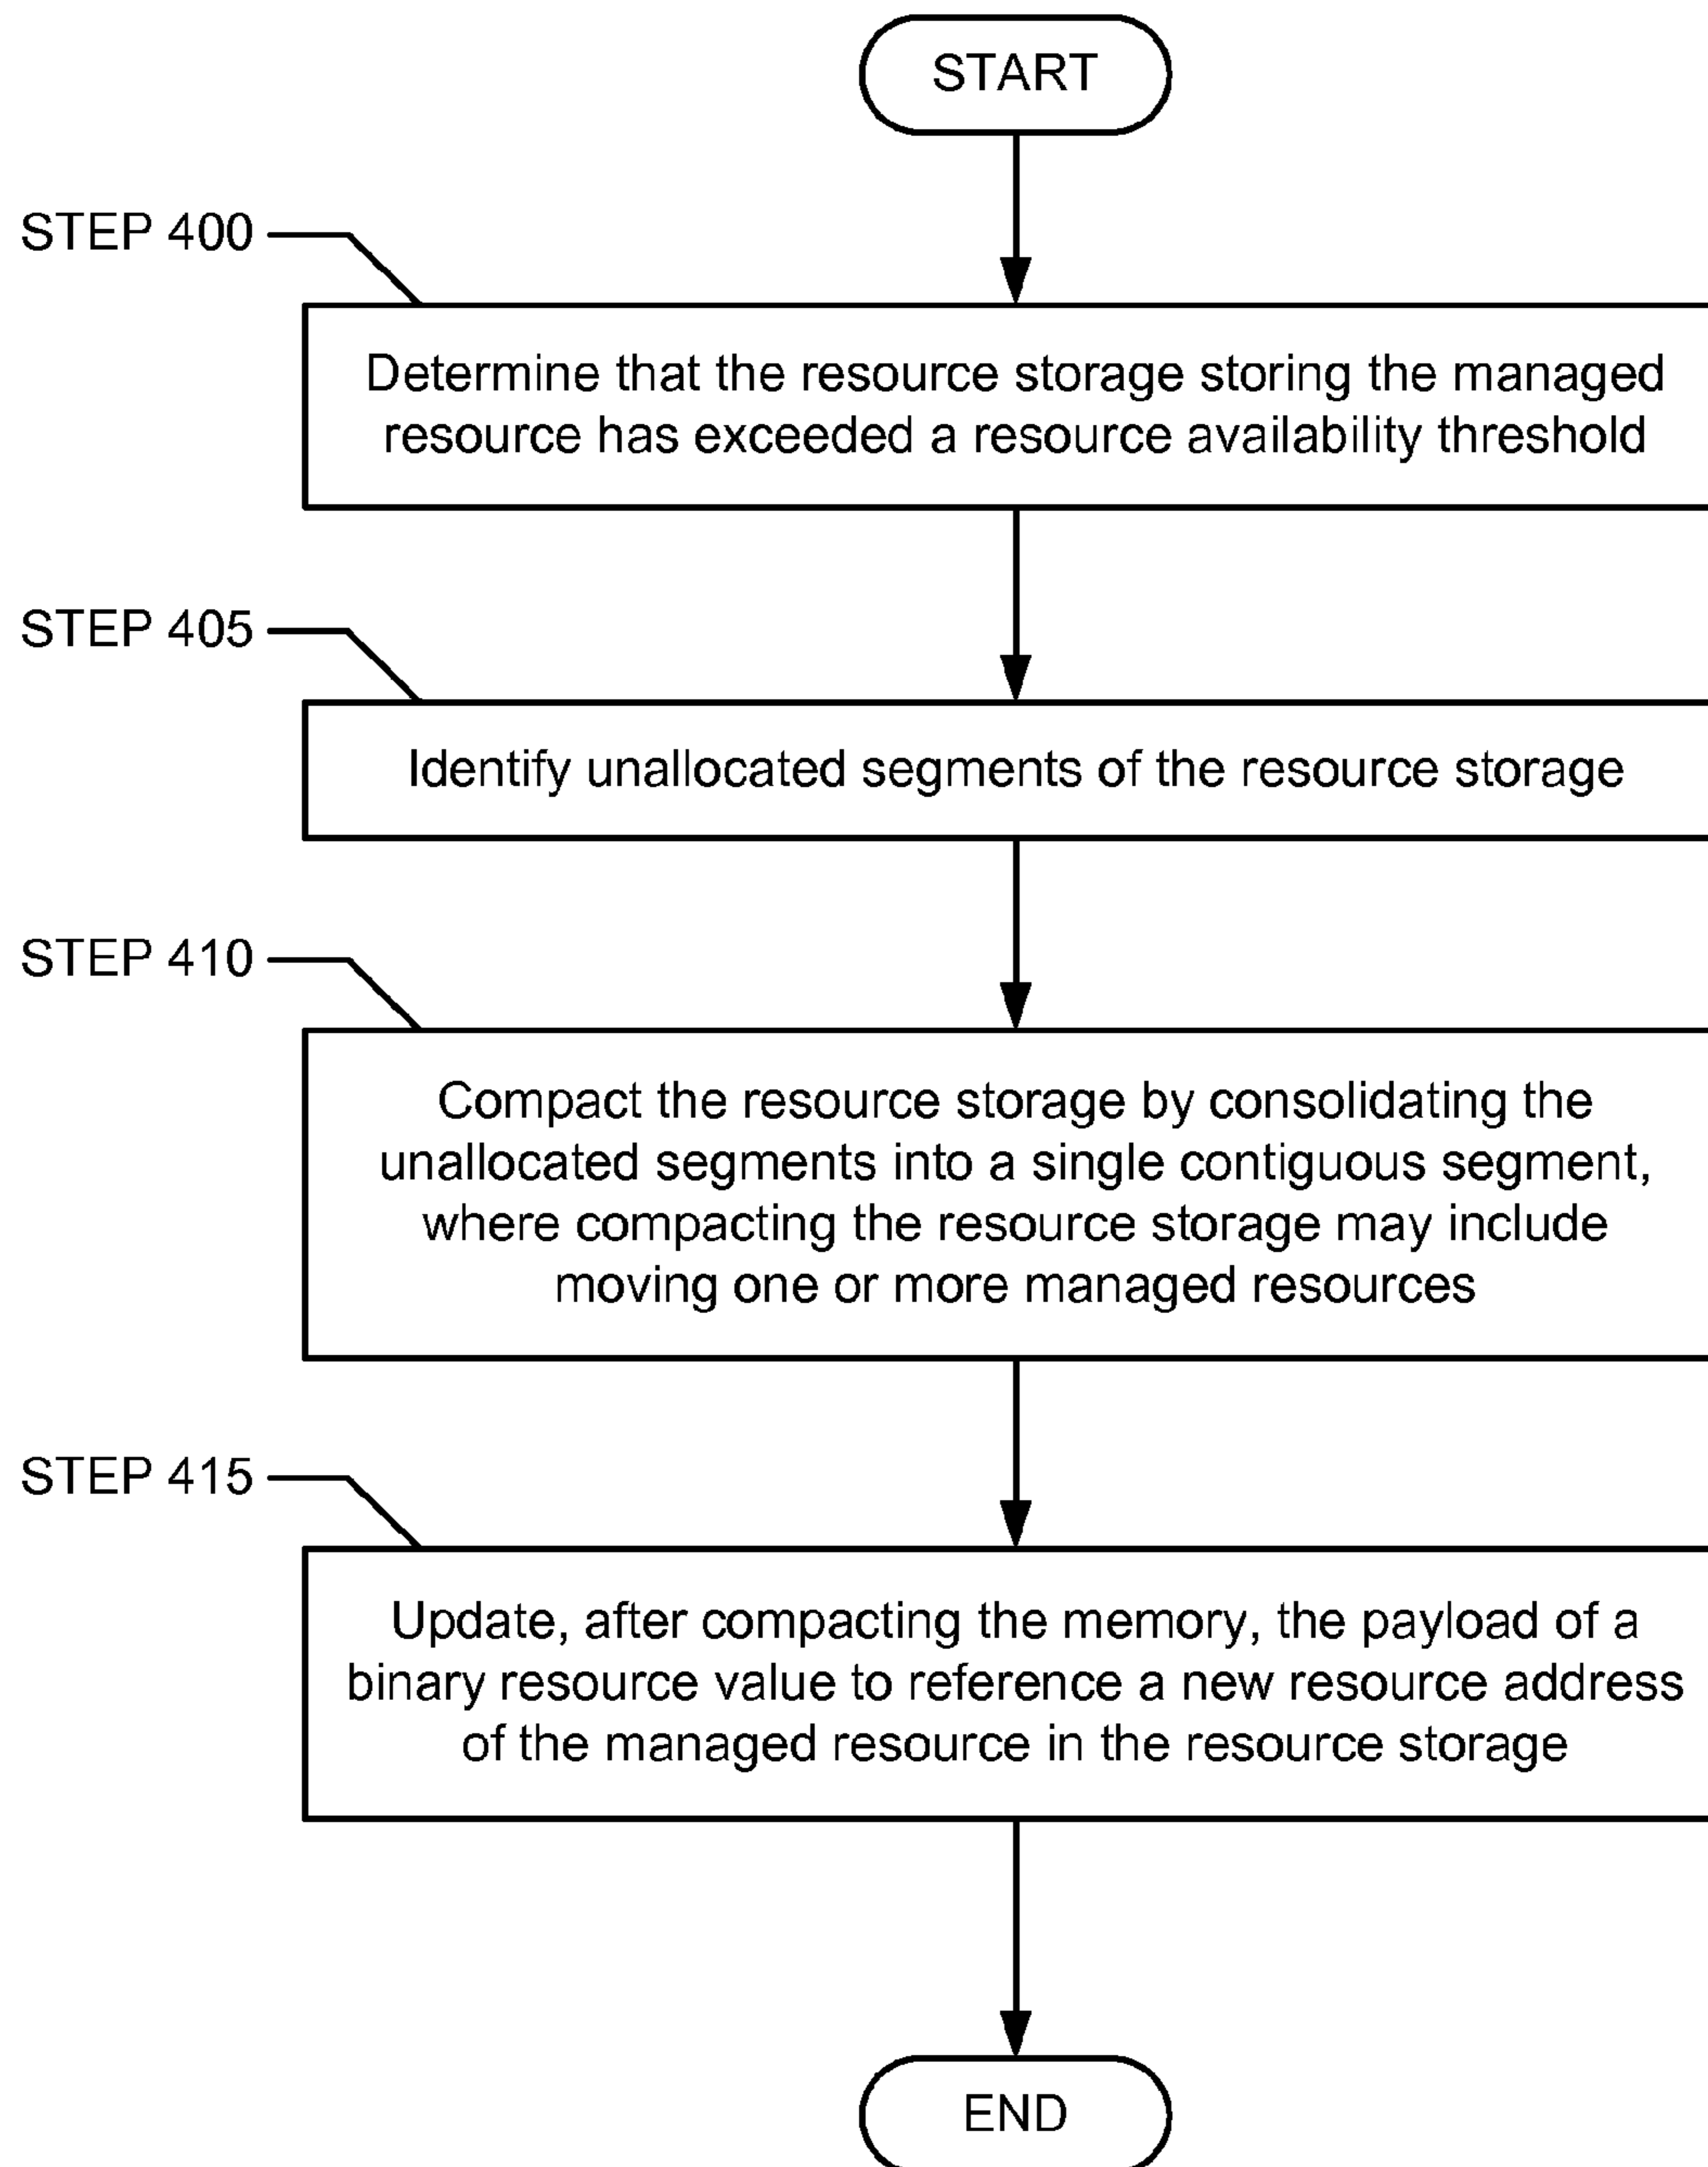 START
STEP 400
Determine that the resource storage storing the managed
resource has exceeded a resource availability threshold
STEP 405
Identify unallocated segments of the resource storage
STEP 410
Compact the resource storage by consolidating the
unallocated segments into a single contiguous segment,
where compacting the resource storage may include
moving one or more managed resources
STEP 415
Update, after compacting the memory, the payload of a
binary resource value to reference a new resource address
of the managed resource in the resource storage
END